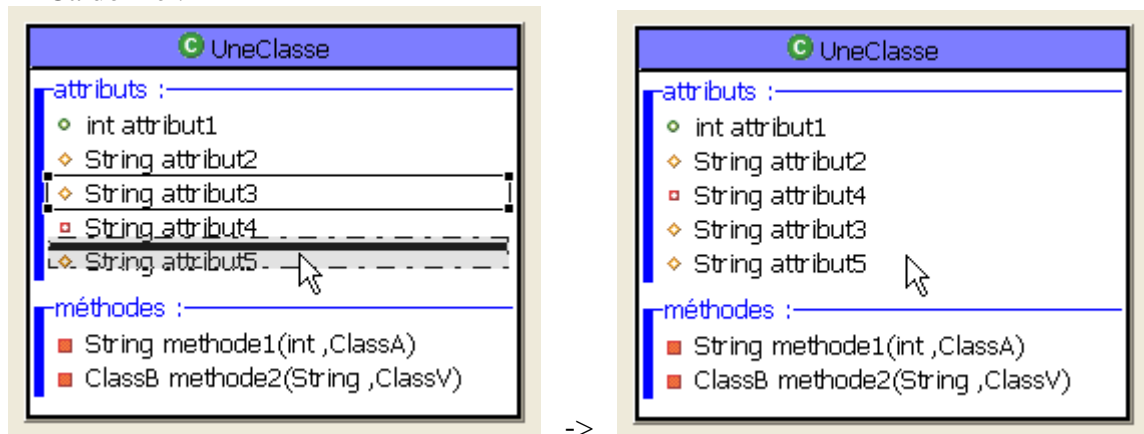 C UneClasse
attributs :
int attribut1
String attribut2
String attribut3
String attribut4
String attribut5
méthodes :
String methode1(int ,ClassA)
ClassB methode2(String ,ClassV)
->
C UneClasse
attributs :
int attribut1
String attribut2
String attribut4
String attribut3
String attribut5
méthodes :
String methode1(int ,ClassA)
ClassB methode2(String ,ClassV)